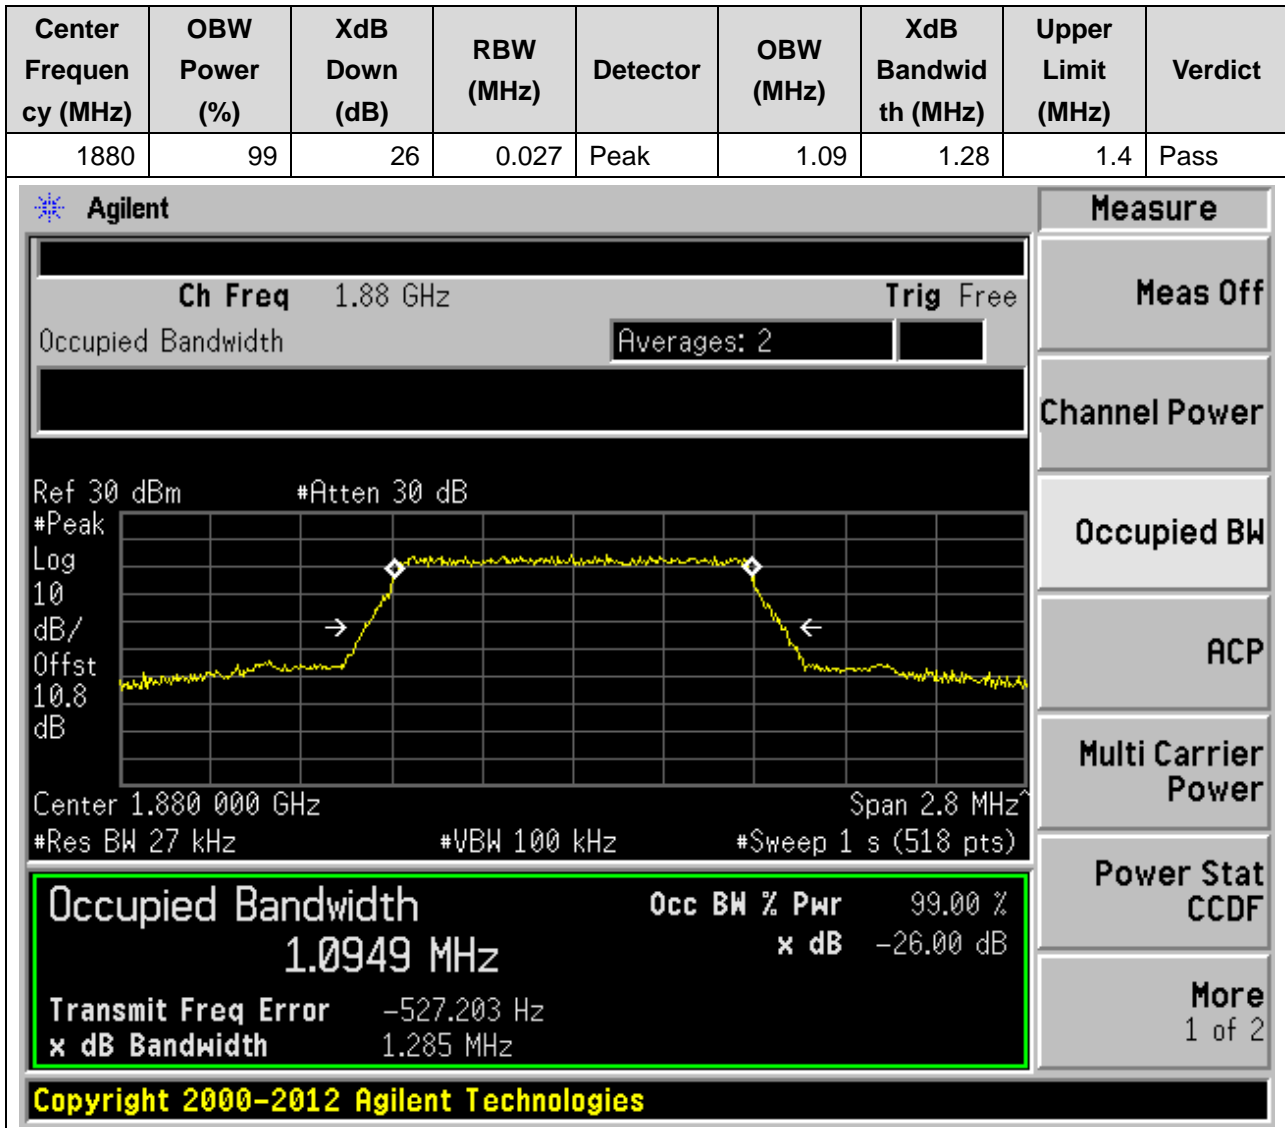 Center Frequen cy (MHz)
OBW Power (%)
XdB Down (dB)
RBW (MHz)
Detector
OBW (MHz)
XdB Bandwid th (MHz)
Upper Limit (MHz)
Verdict
1880 99 26 0.027 Peak 1.09 1.28 1.4 Pass
Agilent
Measure
Ch Freq 1.88 GHz Trig Free
Occupied Bandwidth Averages: 2
Meas Off
Channel Power
Occupied BW
ACP
Multi Carrier
Power
Power Stat
CCDF
More
1 of 2
Ref 30 dBm #Atten 30 dB
#Peak
Log
10
dB/
Offst
10.8
dB
Center 1.880 000 GHz Span 2.8 MHz^
#Res BW 27 kHz #VBW 100 kHz #Sweep 1 s (518 pts)
Occupied Bandwidth Occ BW % Pwr 99.00 %
1.0949 MHz x dB -26.00 dB
Transmit Freq Error -527.203 Hz
x dB Bandwidth 1.285 MHz
Copyright 2000-2012 Agilent Technologies